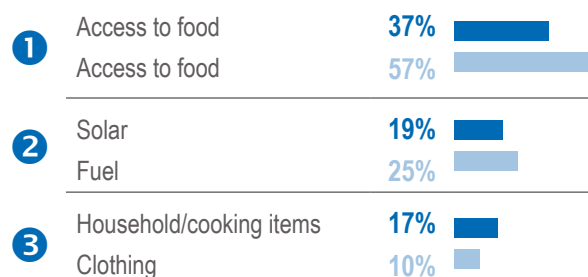 1
Access to food 37%
Access to food 57%
2
Solar 19%
Fuel 25%
3
Household/cooking items 17%
Clothing 10%